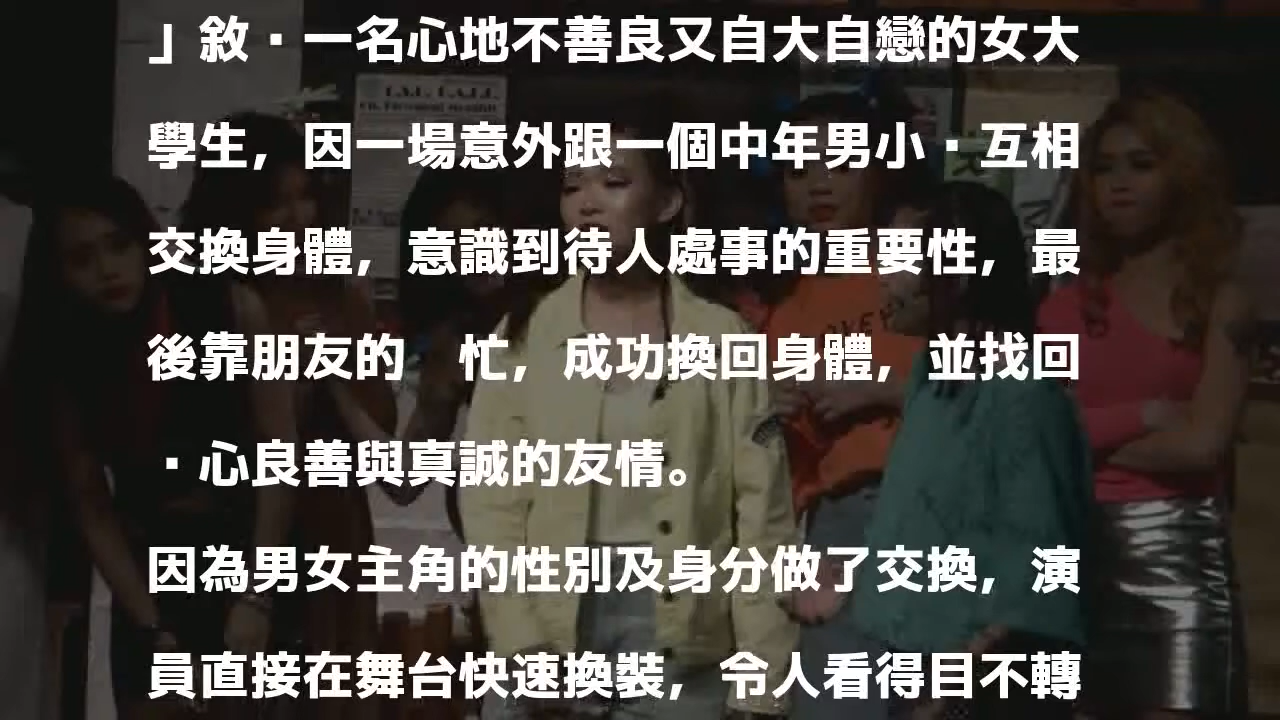 」敘·一名心地不善良又自大自戀的女大
學生，因一場意外跟一個中年男小·互相
交換身體，意識到待人處事的重要性，最
後靠朋友的　忙，成功換回身體，並找回
·心良善與真誠的友情。
因為男女主角的性別及身分做了交換，演
員直接在舞台快速換裝，令人看得目不轉